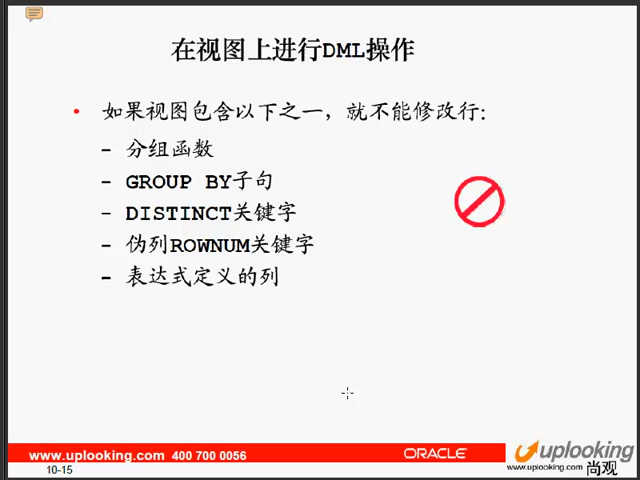 在视图上进行DML操作
• 如果视图包含以下之一，就不能修改行:
– 分组函数
– GROUP BY子句
– DISTINCT关键字
– 伪列ROWNUM关键字
– 表达式定义的列
www.uplooking.com 400 700 0056
ORACLE
uplooking
www.uplooking.com 尚观
10-15